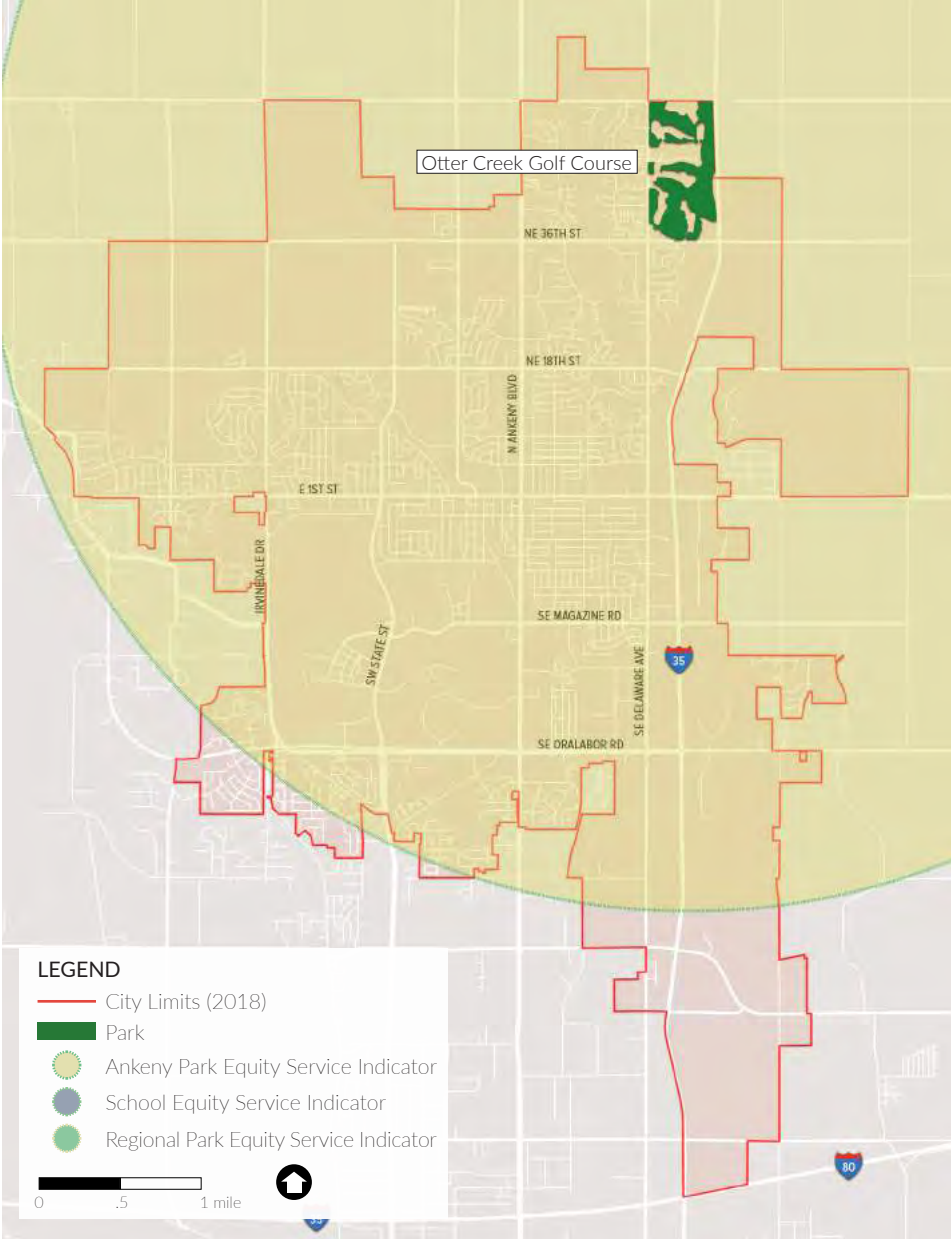 Otter Creek Golf Course
NE 36TH ST
NE 18TH ST
N ANKENY BLVD
E 1ST ST
IRVINEDALE DR
SE MAGAZINE RD
SW STATE ST
SE DELAWARE AVE
35
SE ORALABOR RD
LEGEND
City Limits (2018)
Park
Ankeny Park Equity Service Indicator
School Equity Service Indicator
Regional Park Equity Service Indicator
0 .5 1 mile
80